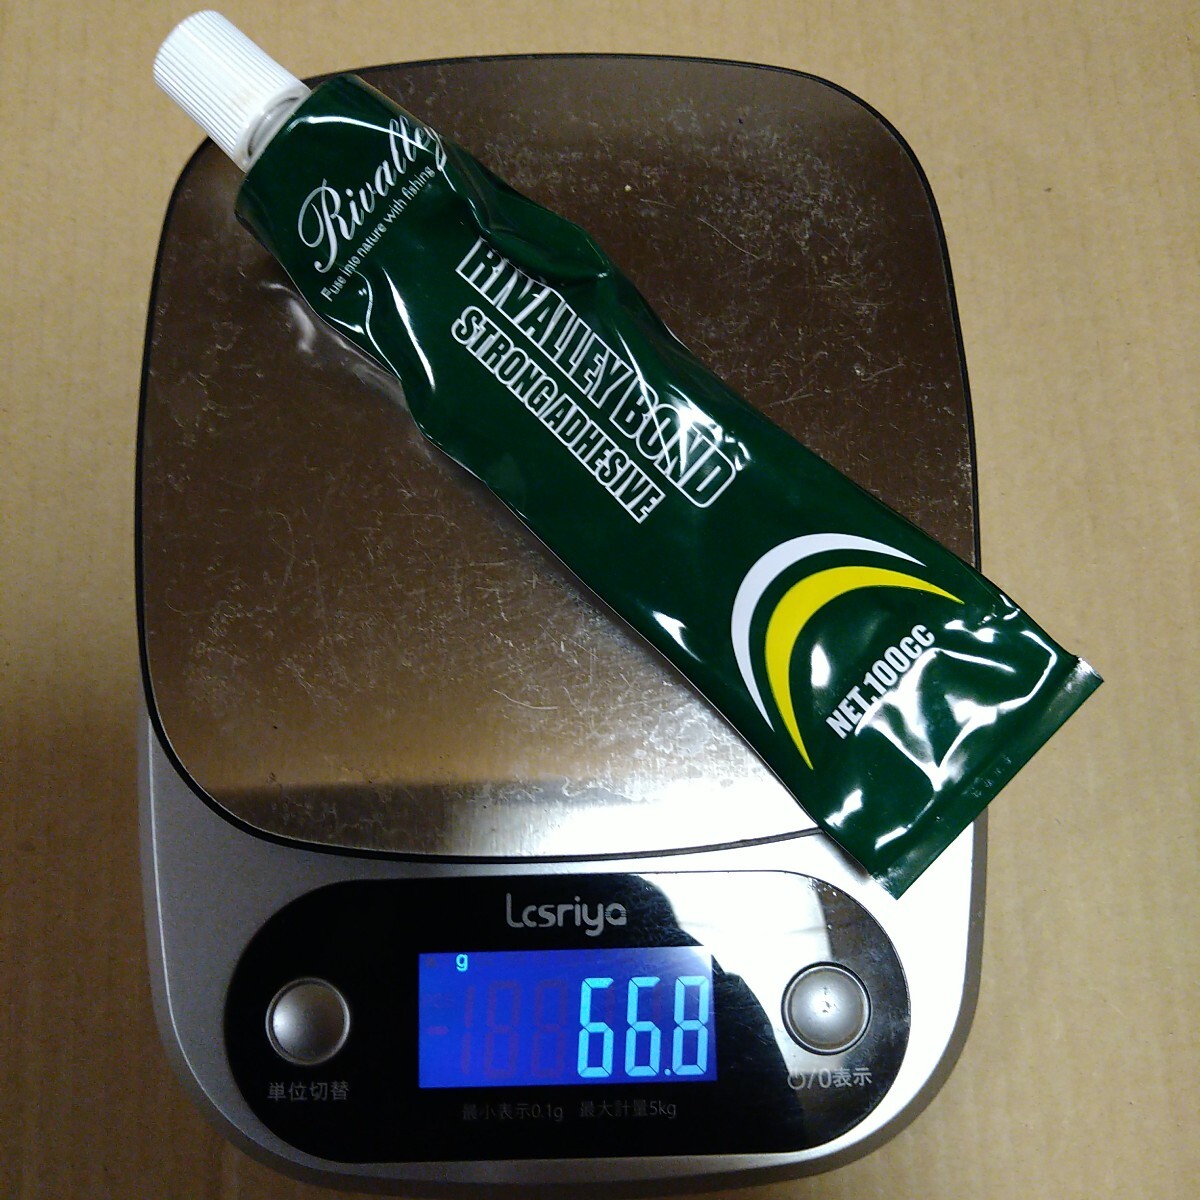 Rivalley
Fuse into nature with fishing
RIVALLEY BOND
STRONG ADHESIVE
NET.100CC
Lcsriya
g
66.8
単位切替
⏻/0表示
最小表示0.1g 最大計量5kg